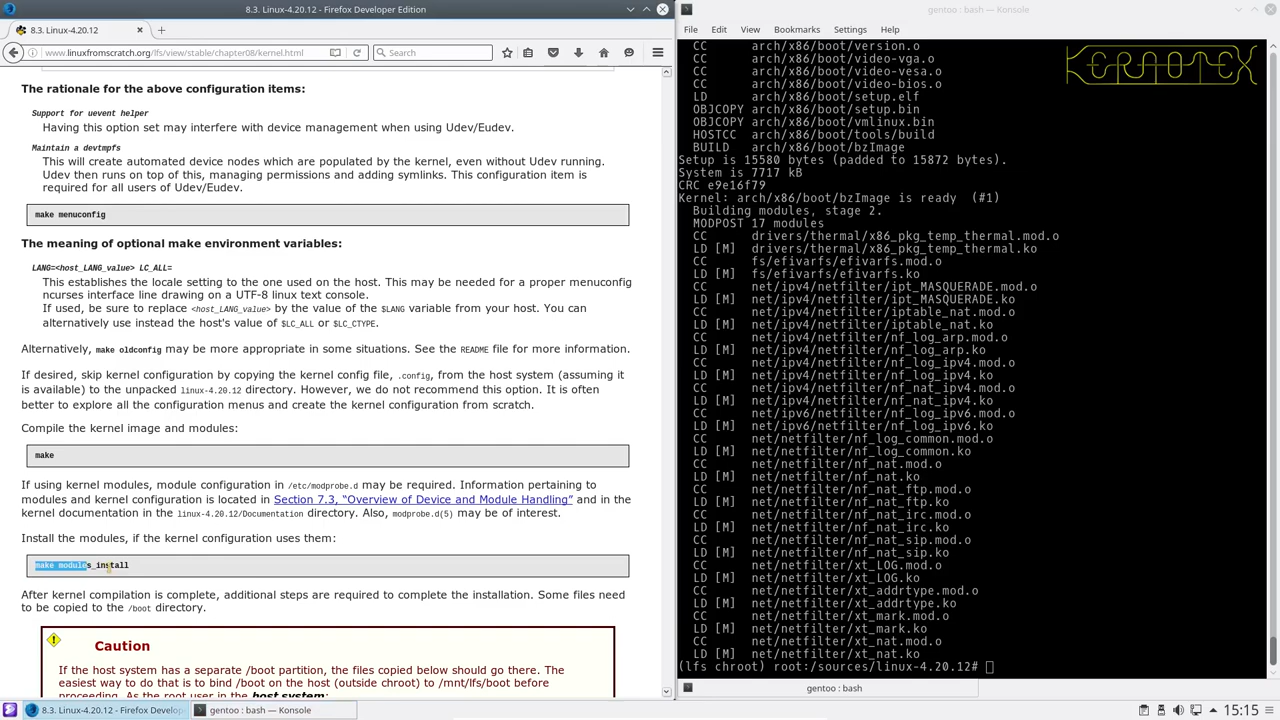 8.3. Linux-4.20.12 - Firefox Developer Edition
8.3. Linux-4.20.12
www.linuxfromscratch.org/lfs/view/stable/chapter08/kernel.html
Search
The rationale for the above configuration items:
Support for uevent helper
Having this option set may interfere with device management when using Udev/Eudev.
Maintain a devtmpfs
This will create automated device nodes which are populated by the kernel, even without Udev running.
Udev then runs on top of this, managing permissions and adding symlinks. This configuration item is
required for all users of Udev/Eudev.
make menuconfig
The meaning of optional make environment variables:
LANG=<host_LANG_value> LC_ALL=
This establishes the locale setting to the one used on the host. This may be needed for a proper menuconfig
ncurses interface line drawing on a UTF-8 linux text console.
If used, be sure to replace <host_LANG_value> by the value of the $LANG variable from your host. You can
alternatively use instead the host's value of $LC_ALL or $LC_CTYPE.
Alternatively, make oldconfig may be more appropriate in some situations. See the README file for more information.
If desired, skip kernel configuration by copying the kernel config file, .config, from the host system (assuming it
is available) to the unpacked linux-4.20.12 directory. However, we do not recommend this option. It is often
better to explore all the configuration menus and create the kernel configuration from scratch.
Compile the kernel image and modules:
make
If using kernel modules, module configuration in /etc/modprobe.d may be required. Information pertaining to
modules and kernel configuration is located in Section 7.3, “Overview of Device and Module Handling” and in the
kernel documentation in the linux-4.20.12/Documentation directory. Also, modprobe.d(5) may be of interest.
Install the modules, if the kernel configuration uses them:
make modules_install
After kernel compilation is complete, additional steps are required to complete the installation. Some files need
to be copied to the /boot directory.
Caution
If the host system has a separate /boot partition, the files copied below should go there. The
easiest way to do that is to bind /boot on the host (outside chroot) to /mnt/lfs/boot before
proceeding. As the root user in the host system:
gentoo : bash — Konsole
File Edit View Bookmarks Settings Help
KERNOTEX
CC arch/x86/boot/version.o
CC arch/x86/boot/video-vga.o
CC arch/x86/boot/video-vesa.o
CC arch/x86/boot/video-bios.o
LD arch/x86/boot/setup.elf
OBJCOPY arch/x86/boot/setup.bin
OBJCOPY arch/x86/boot/vmlinux.bin
HOSTCC arch/x86/boot/tools/build
BUILD arch/x86/boot/bzImage
Setup is 15580 bytes (padded to 15872 bytes).
System is 7717 kB
CRC e9e16f79
Kernel: arch/x86/boot/bzImage is ready (#1)
Building modules, stage 2.
MODPOST 17 modules
CC drivers/thermal/x86_pkg_temp_thermal.mod.o
LD [M] drivers/thermal/x86_pkg_temp_thermal.ko
CC fs/efivarfs/efivarfs.mod.o
LD [M] fs/efivarfs/efivarfs.ko
CC net/ipv4/netfilter/ipt_MASQUERADE.mod.o
LD [M] net/ipv4/netfilter/ipt_MASQUERADE.ko
CC net/ipv4/netfilter/iptable_nat.mod.o
LD [M] net/ipv4/netfilter/iptable_nat.ko
CC net/ipv4/netfilter/nf_log_arp.mod.o
LD [M] net/ipv4/netfilter/nf_log_arp.ko
CC net/ipv4/netfilter/nf_log_ipv4.mod.o
LD [M] net/ipv4/netfilter/nf_log_ipv4.ko
CC net/ipv4/netfilter/nf_nat_ipv4.mod.o
LD [M] net/ipv4/netfilter/nf_nat_ipv4.ko
CC net/ipv6/netfilter/nf_log_ipv6.mod.o
LD [M] net/ipv6/netfilter/nf_log_ipv6.ko
CC net/netfilter/nf_log_common.mod.o
LD [M] net/netfilter/nf_log_common.ko
CC net/netfilter/nf_nat.mod.o
LD [M] net/netfilter/nf_nat.ko
CC net/netfilter/nf_nat_ftp.mod.o
LD [M] net/netfilter/nf_nat_ftp.ko
CC net/netfilter/nf_nat_irc.mod.o
LD [M] net/netfilter/nf_nat_irc.ko
CC net/netfilter/nf_nat_sip.mod.o
LD [M] net/netfilter/nf_nat_sip.ko
CC net/netfilter/xt_LOG.mod.o
LD [M] net/netfilter/xt_LOG.ko
CC net/netfilter/xt_addrtype.mod.o
LD [M] net/netfilter/xt_addrtype.ko
CC net/netfilter/xt_mark.mod.o
LD [M] net/netfilter/xt_mark.ko
CC net/netfilter/xt_nat.mod.o
LD [M] net/netfilter/xt_nat.ko
(lfs chroot) root:/sources/linux-4.20.12#
gentoo : bash
8.3. Linux-4.20.12 - Firefox Develop
gentoo : bash — Konsole
15:15